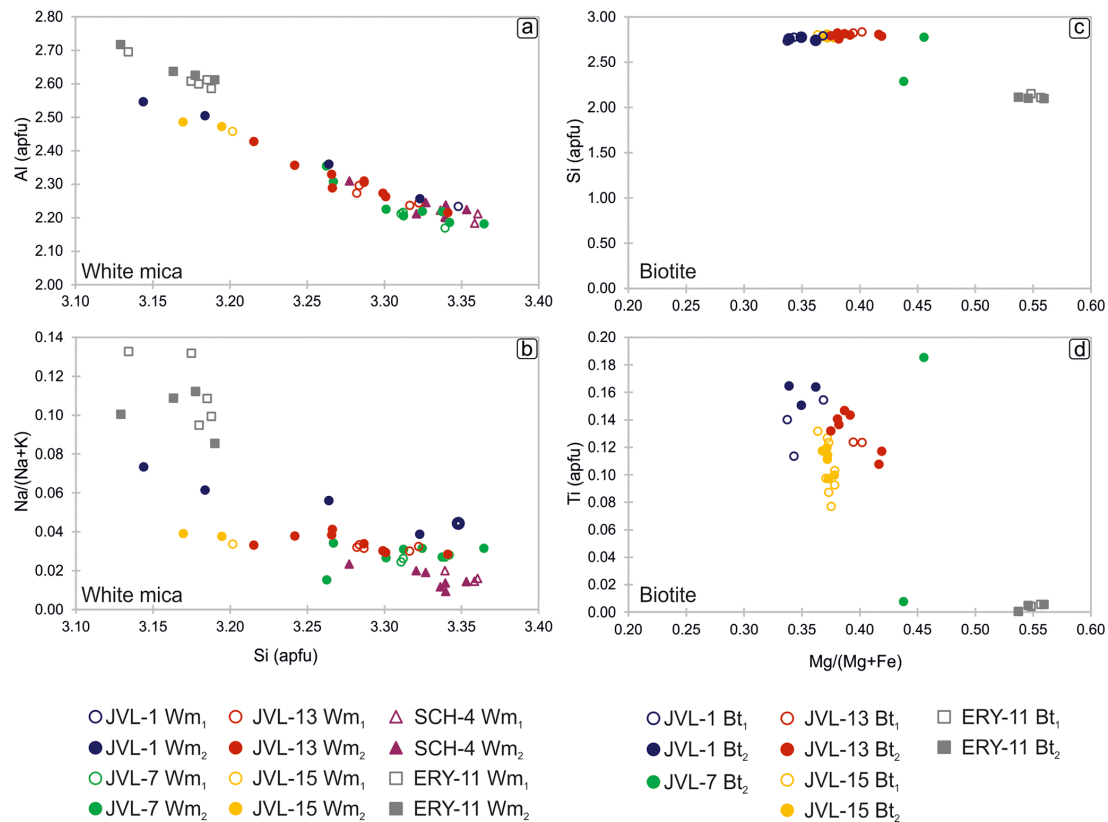 a
Al (apfu)
2.80
2.70
2.60
2.50
2.40
2.30
2.20
2.10
2.00
White mica
3.10 3.15 3.20 3.25 3.30 3.35 3.40
b
Na/(Na+K)
0.14
0.12
0.10
0.08
0.06
0.04
0.02
0.00
White mica
3.10 3.15 3.20 3.25 3.30 3.35 3.40
Si (apfu)
c
Si (apfu)
3.00
2.50
2.00
1.50
1.00
0.50
0.00
Biotite
0.20 0.25 0.30 0.35 0.40 0.45 0.50 0.55 0.60
d
Ti (apfu)
0.20
0.18
0.16
0.14
0.12
0.10
0.08
0.06
0.04
0.02
0.00
Biotite
0.20 0.25 0.30 0.35 0.40 0.45 0.50 0.55 0.60
Mg/(Mg+Fe)
JVL-1 Wm₁
JVL-1 Wm₂
JVL-7 Wm₁
JVL-7 Wm₂
JVL-13 Wm₁
JVL-13 Wm₂
JVL-15 Wm₁
JVL-15 Wm₂
SCH-4 Wm₁
SCH-4 Wm₂
ERY-11 Wm₁
ERY-11 Wm₂
JVL-1 Bt₁
JVL-1 Bt₂
JVL-7 Bt₂
JVL-13 Bt₁
JVL-13 Bt₂
JVL-15 Bt₁
JVL-15 Bt₂
ERY-11 Bt₁
ERY-11 Bt₂